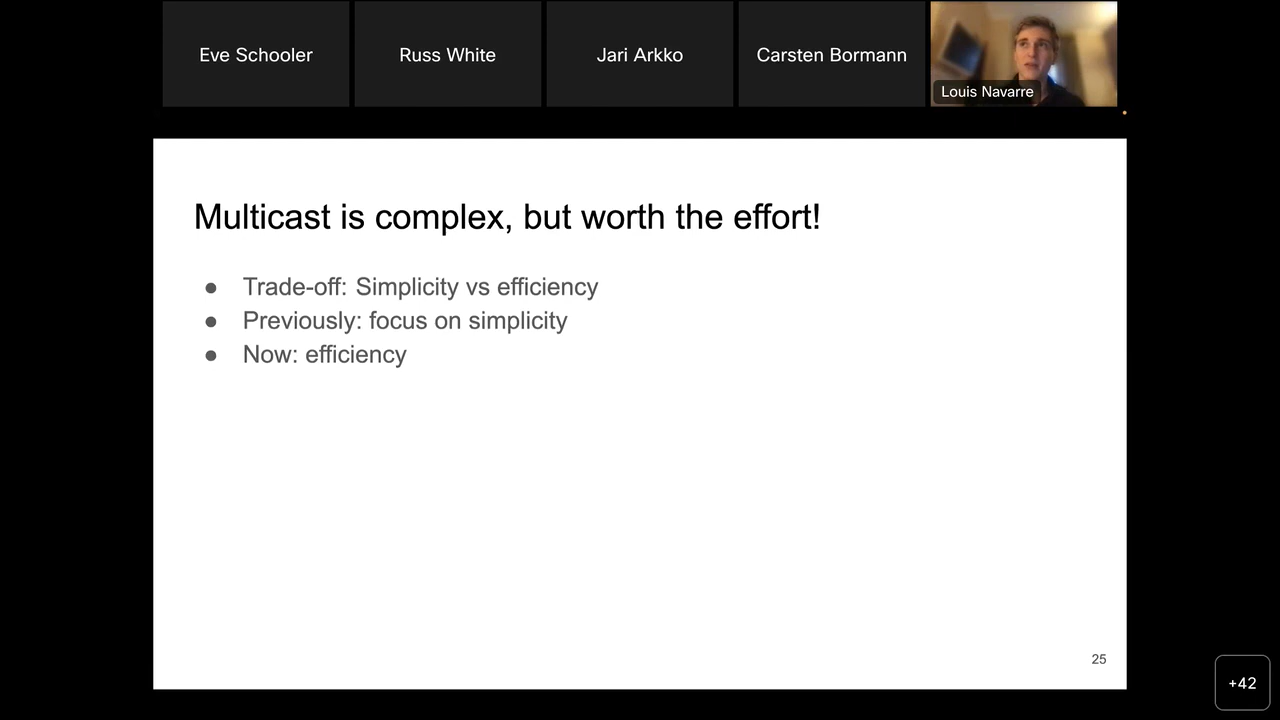 Eve Schooler
Russ White
Jari Arkko
Carsten Bormann
Louis Navarre
Multicast is complex, but worth the effort!
● Trade-off: Simplicity vs efficiency
● Previously: focus on simplicity
● Now: efficiency
25
+42